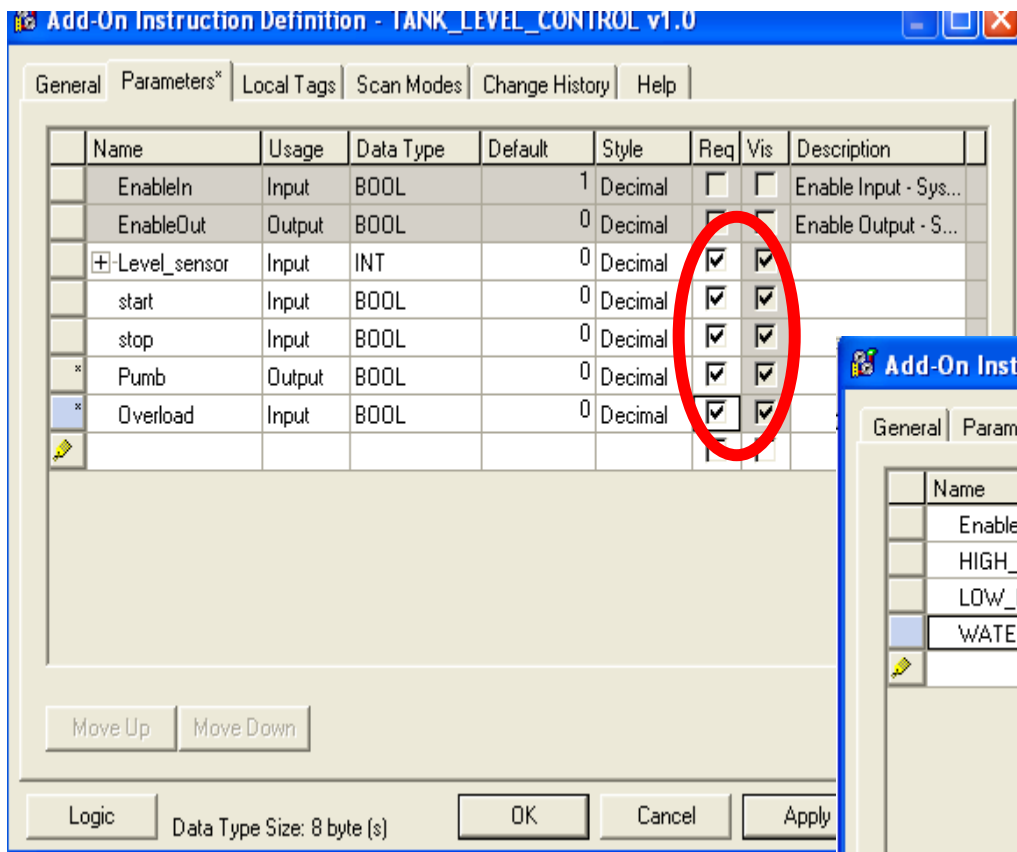 Add-On Instruction Definition - TANK_LEVEL_CONTROL v1.0
General Parameters* Local Tags Scan Modes Change History Help
Name Usage Data Type Default Style Req Vis Description
EnableIn Input BOOL 1 Decimal Enable Input - Sys...
EnableOut Output BOOL 0 Decimal Enable Output - S...
Level_sensor Input INT 0 Decimal
start Input BOOL 0 Decimal
stop Input BOOL 0 Decimal
* Pumb Output BOOL 0 Decimal
* Overload Input BOOL 0 Decimal
Move Up Move Down
Logic Data Type Size: 8 byte (s) OK Cancel Apply
Add-On Inst
General Param
Name
Enable
HIGH_
LOW_
WATE